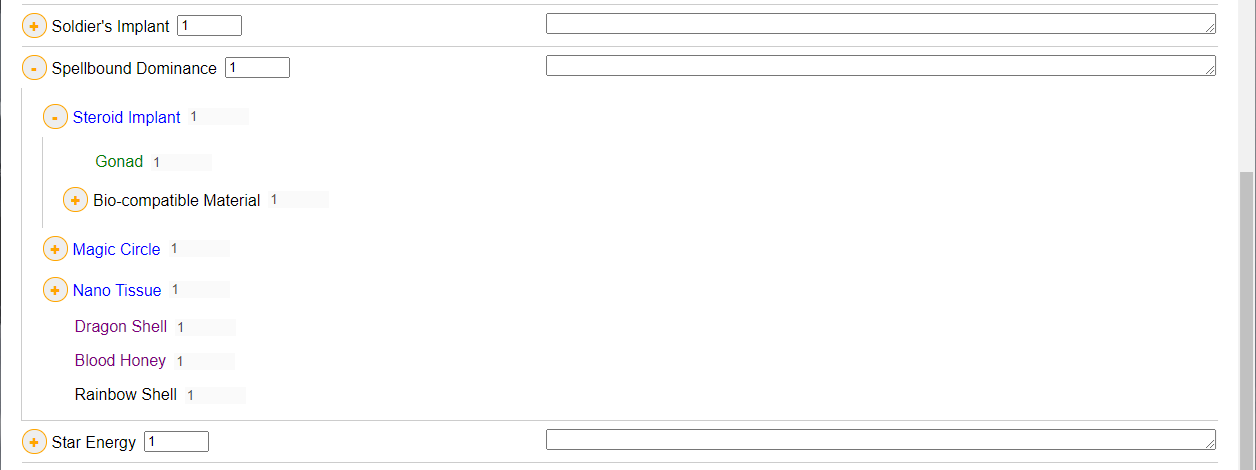 + Soldier's Implant 1
- Spellbound Dominance 1
- Steroid Implant 1
Gonad 1
+ Bio-compatible Material 1
+ Magic Circle 1
+ Nano Tissue 1
Dragon Shell 1
Blood Honey 1
Rainbow Shell 1
+ Star Energy 1